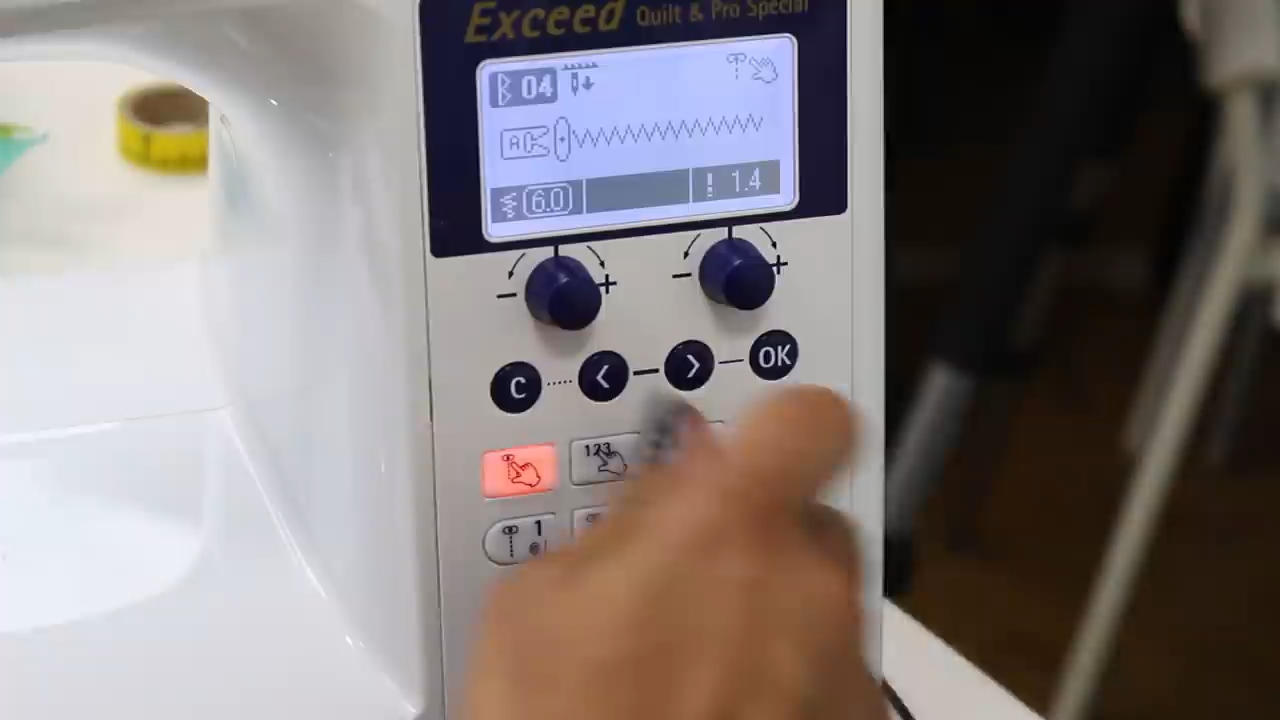 Exceed Quilt & Pro Special
04
A
6.0 1.4
- + - +
C < > OK
123
1